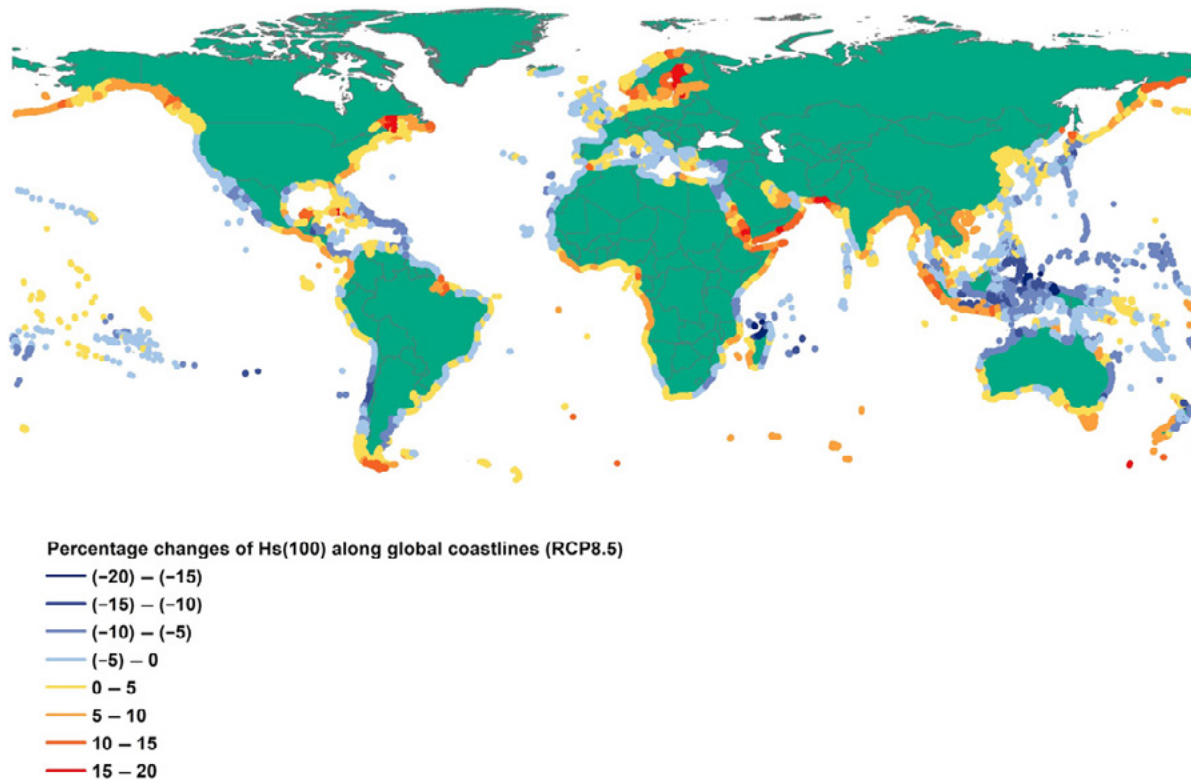 Percentage changes of Hs(100) along global coastlines (RCP8.5)
(−20) – (−15)
(−15) – (−10)
(−10) – (−5)
(−5) – 0
0 – 5
5 – 10
10 – 15
15 – 20